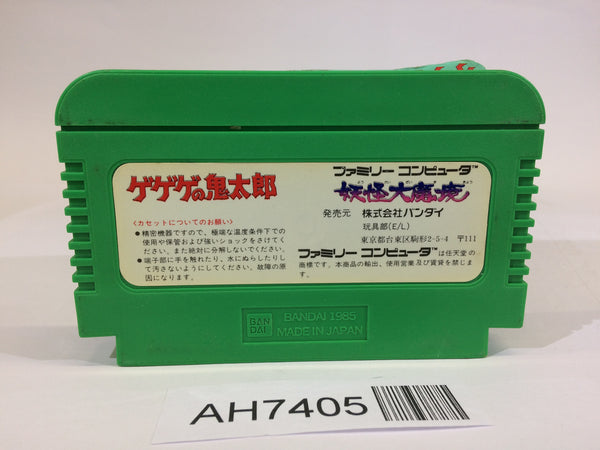 ゲゲゲの鬼太郎
〈カセットについてのお願い〉
●精密機器ですので、極端な温度条件下での
使用や保管および強いショックをさけてくだ
さい。また絶対に分解しないでください。
●端子部に手を触れたり、水にぬらしたりし
て汚さないようにしてください。故障の原
因になります。
ファミリー コンピュータ™
妖怪大魔境
発売元 株式会社バンダイ
玩具部(E/L)
東京都台東区駒形2-5-4 〒111
ファミリー コンピュータ™は任天堂の
商標です。本商品の輸出、使用営業及び賃貸を禁じま
す。
BAN
DAI
BANDAI 1985
MADE IN JAPAN
AH7405